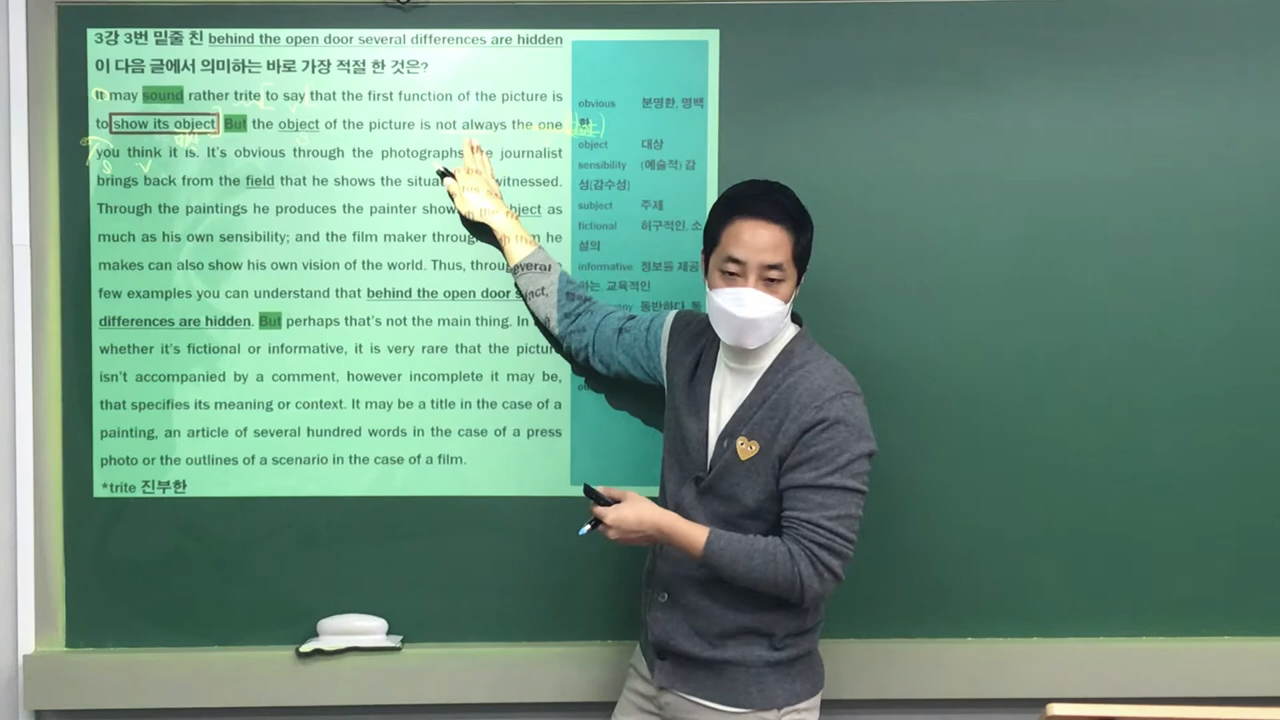 3강 3번 밑줄 친 behind the open door several differences are hidden
이 다음 글에서 의미하는 바로 가장 적절 한 것은?
It may sound rather trite to say that the first function of the picture is
to show its object. But the object of the picture is not always the one
you think it is. It's obvious through the photographs the journalist
brings back from the field that he shows the witnessed.
Through the paintings he produces the painter object as
much as his own sensibility; and the film maker he
makes can also show his own vision of the world. Thus, several
few examples you can understand that behind the open door
differences are hidden. But perhaps that's not the main thing. In
whether it's fictional or informative, it is very rare that the picture
isn't accompanied by a comment, however incomplete it may be,
that specifies its meaning or context. It may be a title in the case of a
painting, an article of several hundred words in the case of a press
photo or the outlines of a scenario in the case of a film.
*trite 진부한
obvious 분명한, 명백
한
object 대상
sensibility (예술적) 감
성[감수성]
subject 주제
fictional 허구적인, 소
설의
informative 정보를 제공
하는, 교육적인
동반하다